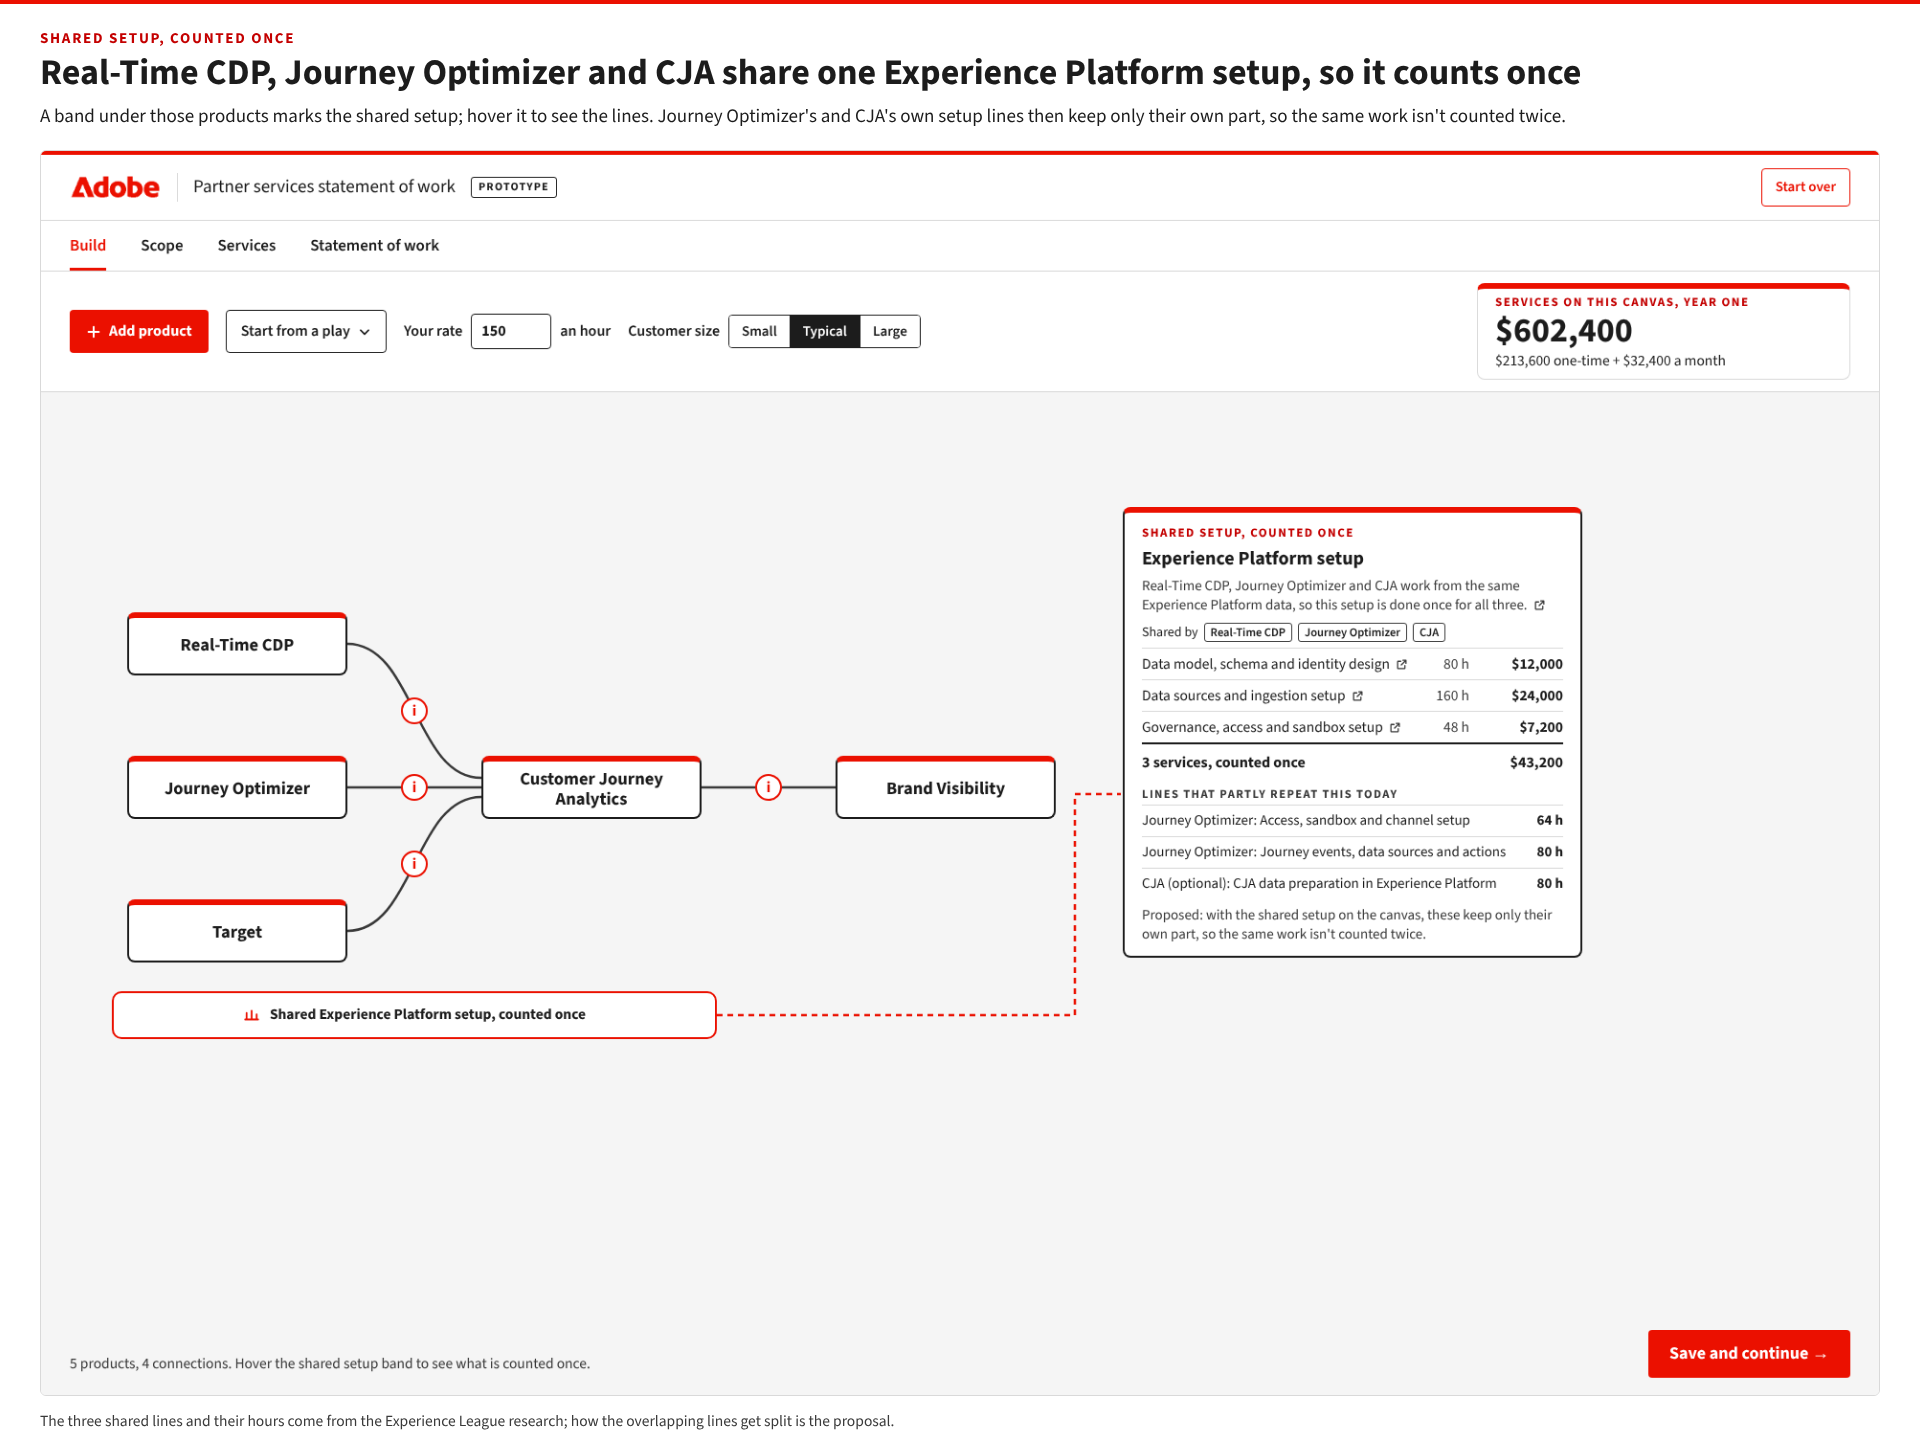 SHARED SETUP, COUNTED ONCE
Real-Time CDP, Journey Optimizer and CJA share one Experience Platform setup, so it counts once
A band under those products marks the shared setup; hover it to see the lines. Journey Optimizer's and CJA's own setup lines then keep only their own part, so the same work isn't counted twice.
Adobe
Partner services statement of work
PROTOTYPE
Start over
Build
Scope
Services
Statement of work
+ Add product
Start from a play
Your rate
150
an hour
Customer size
Small
Typical
Large
SERVICES ON THIS CANVAS, YEAR ONE
$602,400
$213,600 one-time + $32,400 a month
Real-Time CDP
Journey Optimizer
Target
Customer Journey
Analytics
Brand Visibility
i
i
i
i
Shared Experience Platform setup, counted once
SHARED SETUP, COUNTED ONCE
Experience Platform setup
Real-Time CDP, Journey Optimizer and CJA work from the same
Experience Platform data, so this setup is done once for all three.
Shared by Real-Time CDP Journey Optimizer CJA
Data model, schema and identity design 80 h $12,000
Data sources and ingestion setup 160 h $24,000
Governance, access and sandbox setup 48 h $7,200
3 services, counted once $43,200
LINES THAT PARTLY REPEAT THIS TODAY
Journey Optimizer: Access, sandbox and channel setup 64 h
Journey Optimizer: Journey events, data sources and actions 80 h
CJA (optional): CJA data preparation in Experience Platform 80 h
Proposed: with the shared setup on the canvas, these keep only their
own part, so the same work isn't counted twice.
5 products, 4 connections. Hover the shared setup band to see what is counted once.
Save and continue →
The three shared lines and their hours come from the Experience League research; how the overlapping lines get split is the proposal.